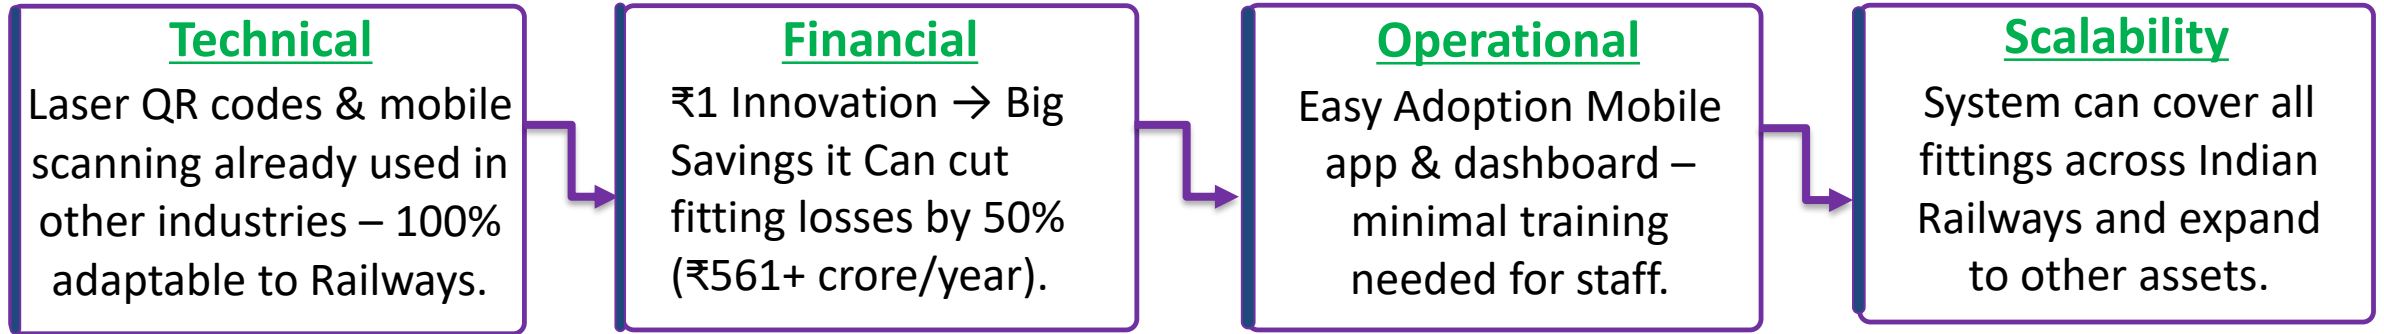 Technical
Laser QR codes & mobile
scanning already used in
other industries – 100%
adaptable to Railways.
Financial
₹1 Innovation → Big
Savings it Can cut
fitting losses by 50%
(₹561+ crore/year).
Operational
Easy Adoption Mobile
app & dashboard –
minimal training
needed for staff.
Scalability
System can cover all
fittings across Indian
Railways and expand
to other assets.